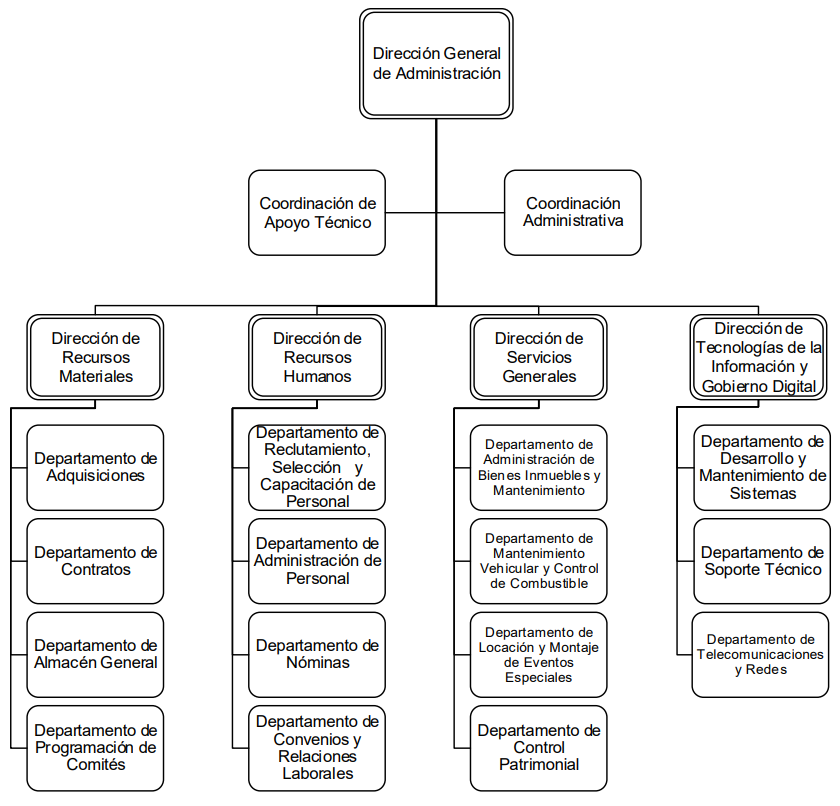 Dirección General
de Administración
Coordinación de
Apoyo Técnico
Coordinación
Administrativa
Dirección de
Recursos
Materiales
Dirección de
Recursos
Humanos
Dirección de
Servicios
Generales
Dirección de
Tecnologías de la
Información y
Gobierno Digital
Departamento de
Adquisiciones
Departamento de
Contratos
Departamento de
Almacén General
Departamento de
Programación de
Comités
Departamento de
Reclutamiento,
Selección y
Capacitación de
Personal
Departamento de
Administración de
Personal
Departamento de
Nóminas
Departamento de
Convenios y
Relaciones
Laborales
Departamento de
Administración de
Bienes Inmuebles y
Mantenimiento
Departamento de
Mantenimiento
Vehicular y Control
de Combustible
Departamento de
Locación y Montaje
de Eventos
Especiales
Departamento de
Control
Patrimonial
Departamento de
Desarrollo y
Mantenimiento de
Sistemas
Departamento de
Soporte Técnico
Departamento de
Telecomunicaciones
y Redes